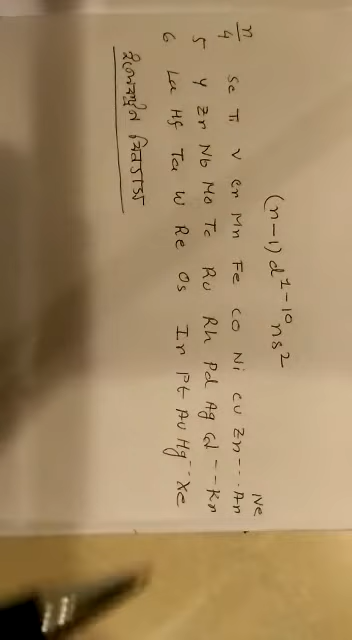 (n-1)d¹⁻¹⁰ns²
n Ne
4 Sc Ti V Cr Mn Fe Co Ni Cu Zn --- Ar
5 Y Zr Nb Mo Tc Ru Rh Pd Ag Cd -- Kr
6 La Hf Ta W Re Os Ir Pt Au Hg -- Xe